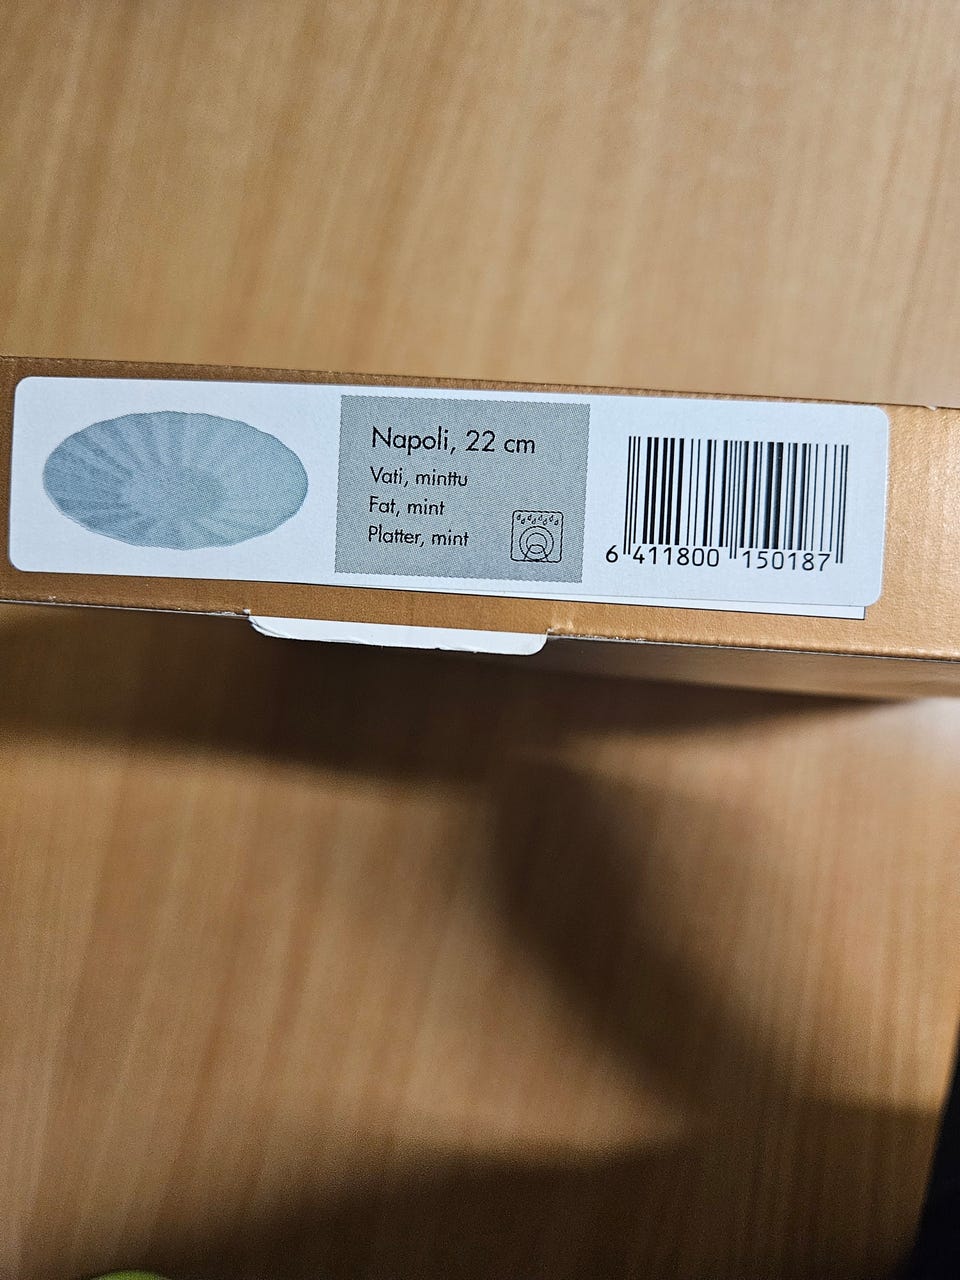 Napoli, 22 cm
Vati, minttu
Fat, mint
Platter, mint
6 411800 150187